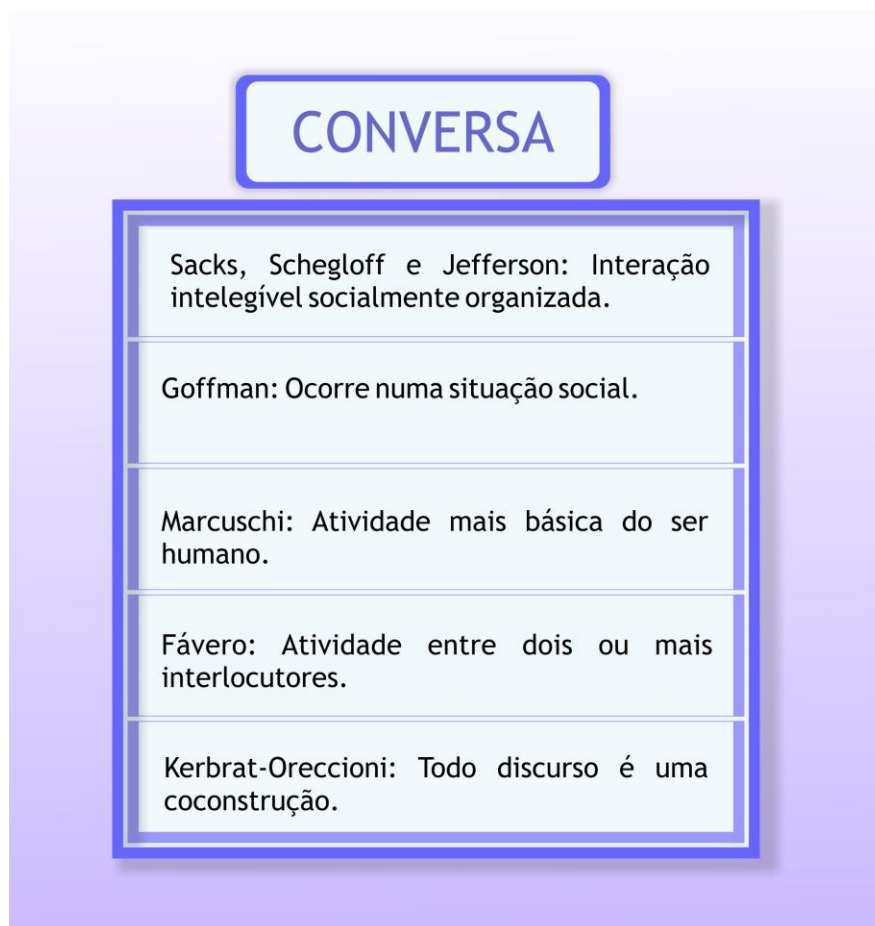 CONVERSA
Sacks, Schegloff e Jefferson: Interação
intelegível socialmente organizada.
Goffman: Ocorre numa situação social.
Marcuschi: Atividade mais básica do ser
humano.
Fávero: Atividade entre dois ou mais
interlocutores.
Kerbrat-Oreccioni: Todo discurso é uma
coconstrução.